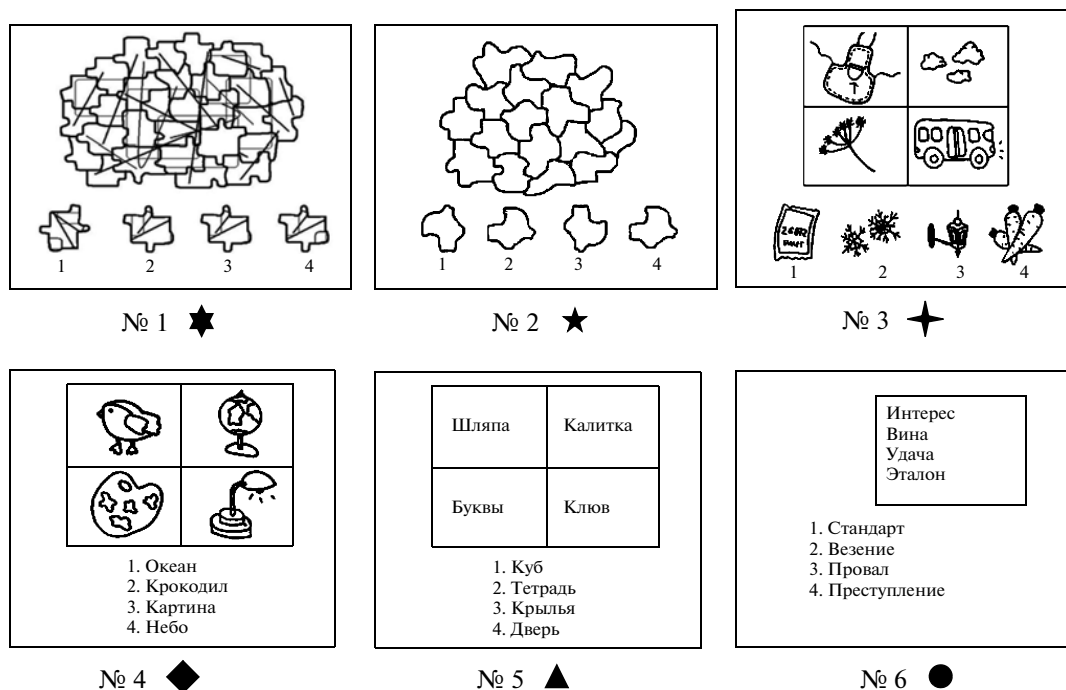 1 2 3 4
1 2 3 4
1 2 3 4
№ 1
№ 2
№ 3
1. Океан
2. Крокодил
3. Картина
4. Небо
Шляпа Калитка
Буквы Клюв
1. Куб
2. Тетрадь
3. Крылья
4. Дверь
Интерес
Вина
Удача
Эталон
1. Стандарт
2. Везение
3. Провал
4. Преступление
№ 4
№ 5
№ 6